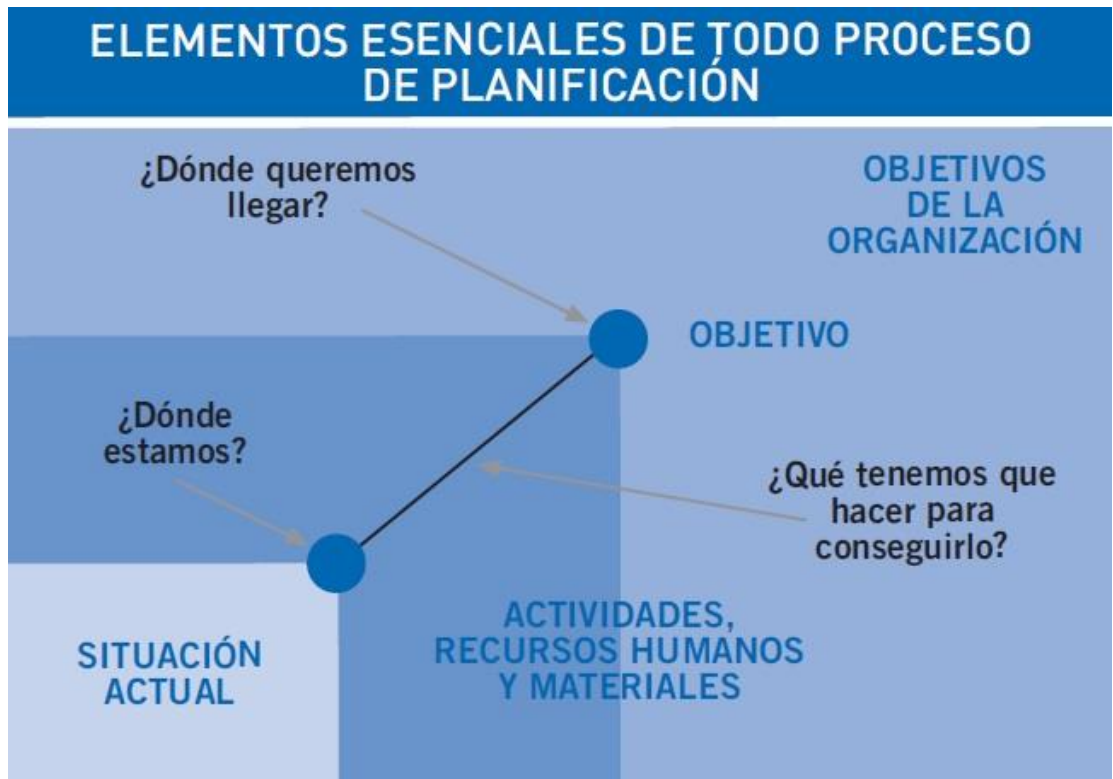 ELEMENTOS ESENCIALES DE TODO PROCESO
DE PLANIFICACIÓN
¿Dónde queremos
llegar?
OBJETIVOS
DE LA
ORGANIZACIÓN
OBJETIVO
¿Dónde
estamos?
¿Qué tenemos que
hacer para
conseguirlo?
SITUACIÓN
ACTUAL
ACTIVIDADES,
RECURSOS HUMANOS
Y MATERIALES